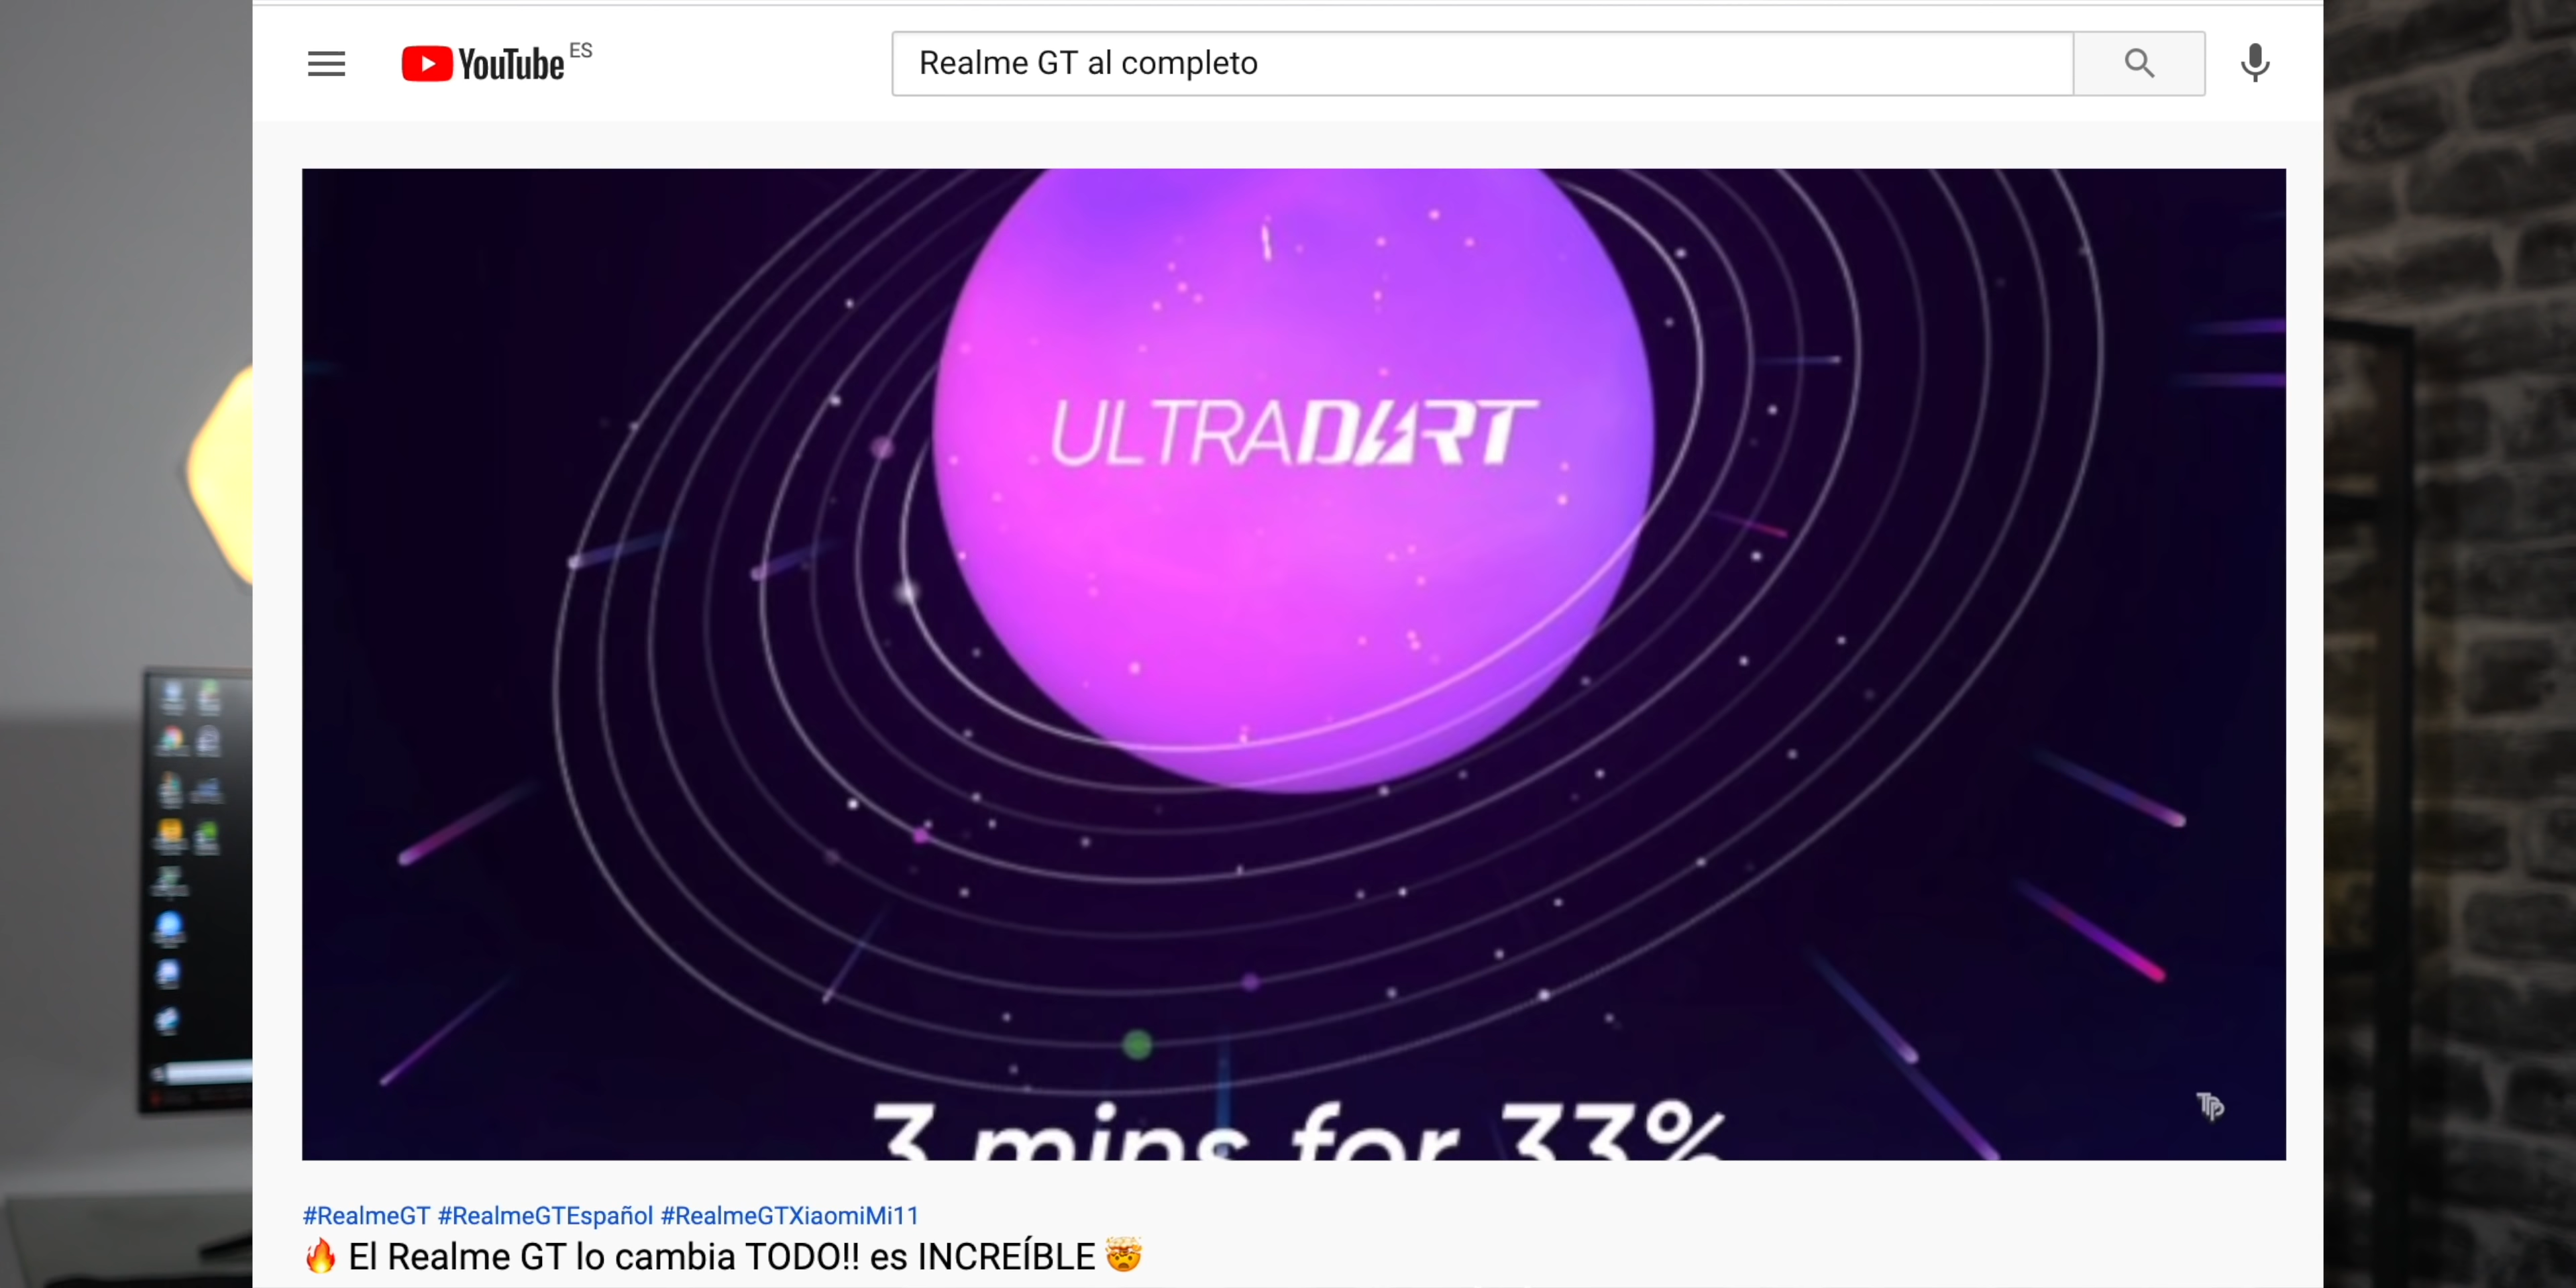 YouTube ES
Realme GT al completo
ULTRADART
3 mins for 33%
TP
#RealmeGT #RealmeGTEspañol #RealmeGTXiaomiMi11
🔥 El Realme GT lo cambia TODO!! es INCREÍBLE 🤯